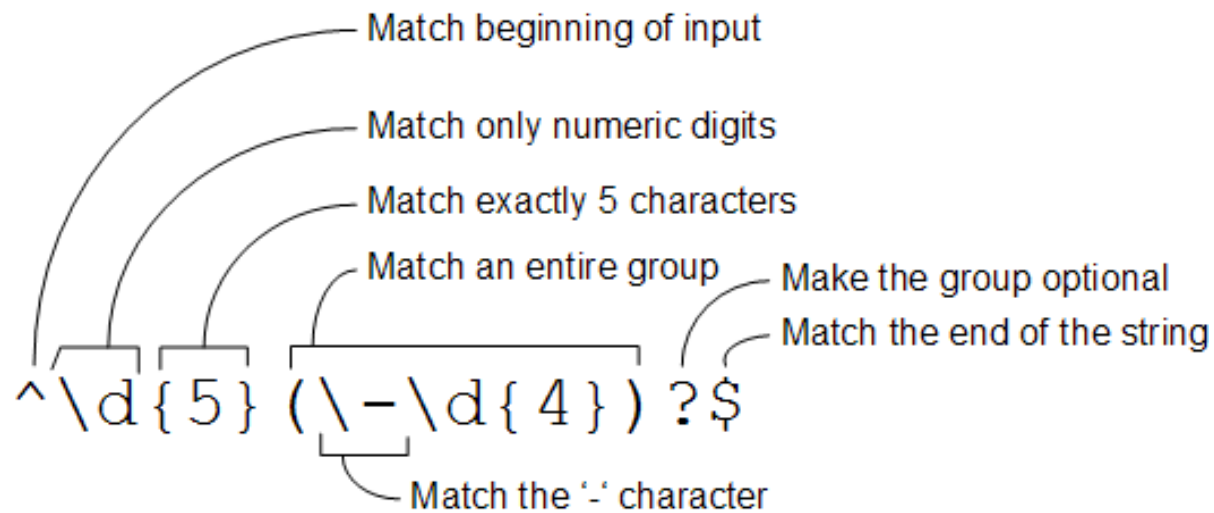 Match beginning of input
Match only numeric digits
Match exactly 5 characters
Match an entire group
Make the group optional
Match the end of the string
^\d{5}(\-\d{4})?$
Match the ‘-‘ character